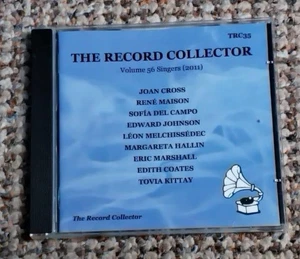 TRC35
THE RECORD COLLECTOR
Volume 56 Singers (2011)
JOAN CROSS
RENÉ MAISON
SOFÍA DEL CAMPO
EDWARD JOHNSON
LÉON MELCHISSÉDEC
MARGARETA HALLIN
ERIC MARSHALL
EDITH COATES
TOVIA KITTAY
The Record Collector